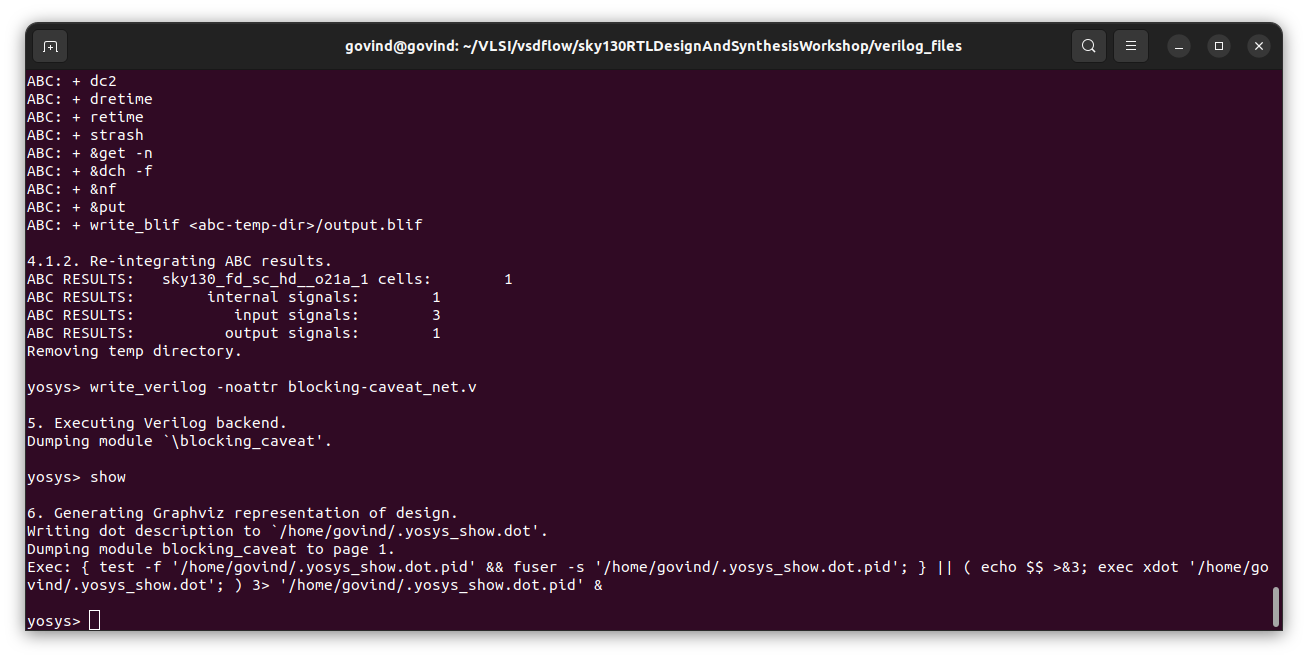 govind@govind: ~/VLSI/vsdflow/sky130RTLDesignAndSynthesisWorkshop/verilog_files
ABC: + dc2
ABC: + dretime
ABC: + retime
ABC: + strash
ABC: + &get -n
ABC: + &dch -f
ABC: + &nf
ABC: + &put
ABC: + write_blif <abc-temp-dir>/output.blif
4.1.2. Re-integrating ABC results.
ABC RESULTS:   sky130_fd_sc_hd__o21a_1 cells:        1
ABC RESULTS:        internal signals:        1
ABC RESULTS:           input signals:        3
ABC RESULTS:          output signals:        1
Removing temp directory.
yosys> write_verilog -noattr blocking-caveat_net.v
5. Executing Verilog backend.
Dumping module `\blocking_caveat'.
yosys> show
6. Generating Graphviz representation of design.
Writing dot description to `/home/govind/.yosys_show.dot'.
Dumping module blocking_caveat to page 1.
Exec: { test -f '/home/govind/.yosys_show.dot.pid' && fuser -s '/home/govind/.yosys_show.dot.pid'; } || ( echo $$ >&3; exec xdot '/home/go
vind/.yosys_show.dot'; ) 3> '/home/govind/.yosys_show.dot.pid' &
yosys>